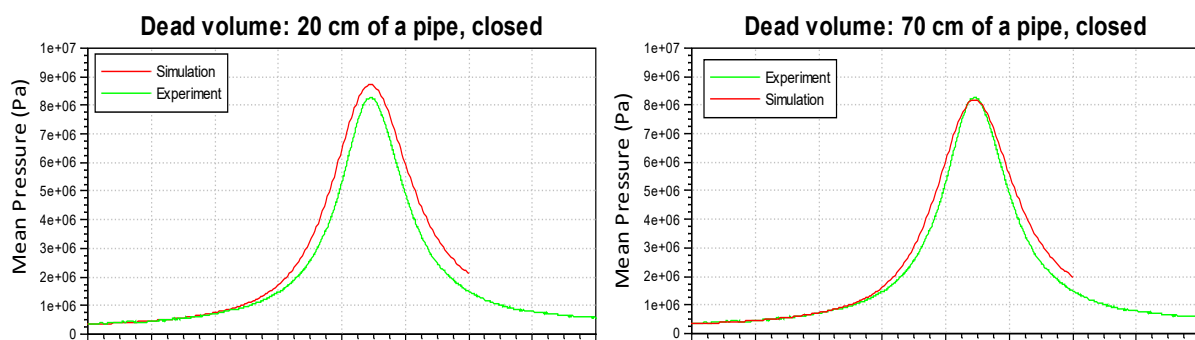 Dead volume: 20 cm of a pipe, closed
Mean Pressure (Pa)
1e+07
9e+06
8e+06
7e+06
6e+06
5e+06
4e+06
3e+06
2e+06
1e+06
0
Simulation
Experiment
Dead volume: 70 cm of a pipe, closed
Mean Pressure (Pa)
1e+07
9e+06
8e+06
7e+06
6e+06
5e+06
4e+06
3e+06
2e+06
1e+06
0
Experiment
Simulation